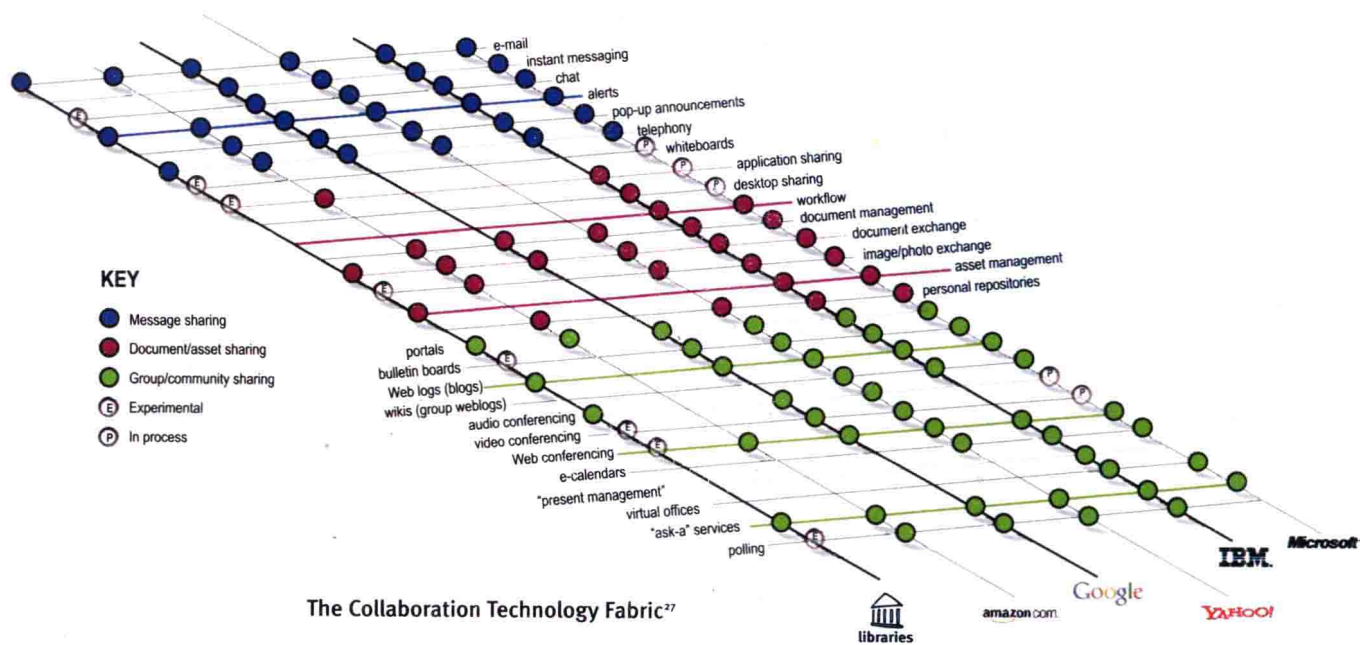 e-mail
instant messaging
chat
alerts
pop-up announcements
telephony
whiteboards
application sharing
desktop sharing
workflow
document management
document exchange
image/photo exchange
asset management
personal repositories
KEY
Message sharing
Document/asset sharing
Group/community sharing
E Experimental
P In process
portals
bulletin boards
Web logs (blogs)
wikis (group weblogs)
audio conferencing
video conferencing
Web conferencing
e-calendars
"present management"
virtual offices
"ask-a" services
polling
The Collaboration Technology Fabric²⁷
libraries
amazon.com
Google
YAHOO!
IBM.
Microsoft
E
E
E
E
E
E
E
E
P
P
P
P
P